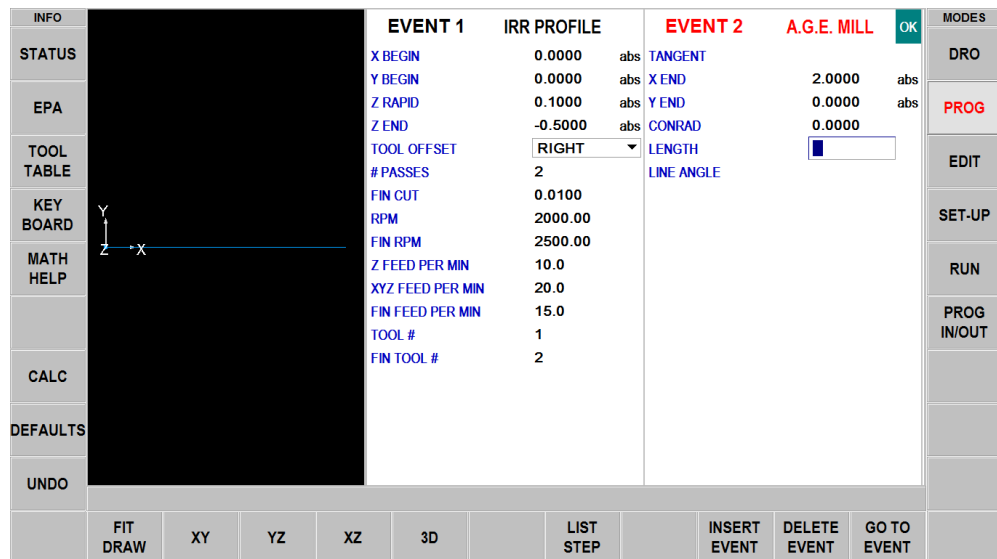 INFO
STATUS
EPA
TOOL
TABLE
KEY
BOARD
MATH
HELP
CALC
DEFAULTS
UNDO
Y
Z X
EVENT 1 IRR PROFILE
X BEGIN 0.0000 abs
Y BEGIN 0.0000 abs
Z RAPID 0.1000 abs
Z END -0.5000 abs
TOOL OFFSET RIGHT
# PASSES 2
FIN CUT 0.0100
RPM 2000.00
FIN RPM 2500.00
Z FEED PER MIN 10.0
XYZ FEED PER MIN 20.0
FIN FEED PER MIN 15.0
TOOL # 1
FIN TOOL # 2
EVENT 2 A.G.E. MILL OK
TANGENT
X END 2.0000 abs
Y END 0.0000 abs
CONRAD 0.0000
LENGTH
LINE ANGLE
MODES
DRO
PROG
EDIT
SET-UP
RUN
PROG
IN/OUT
FIT
DRAW
XY
YZ
XZ
3D
LIST
STEP
INSERT
EVENT
DELETE
EVENT
GO TO
EVENT